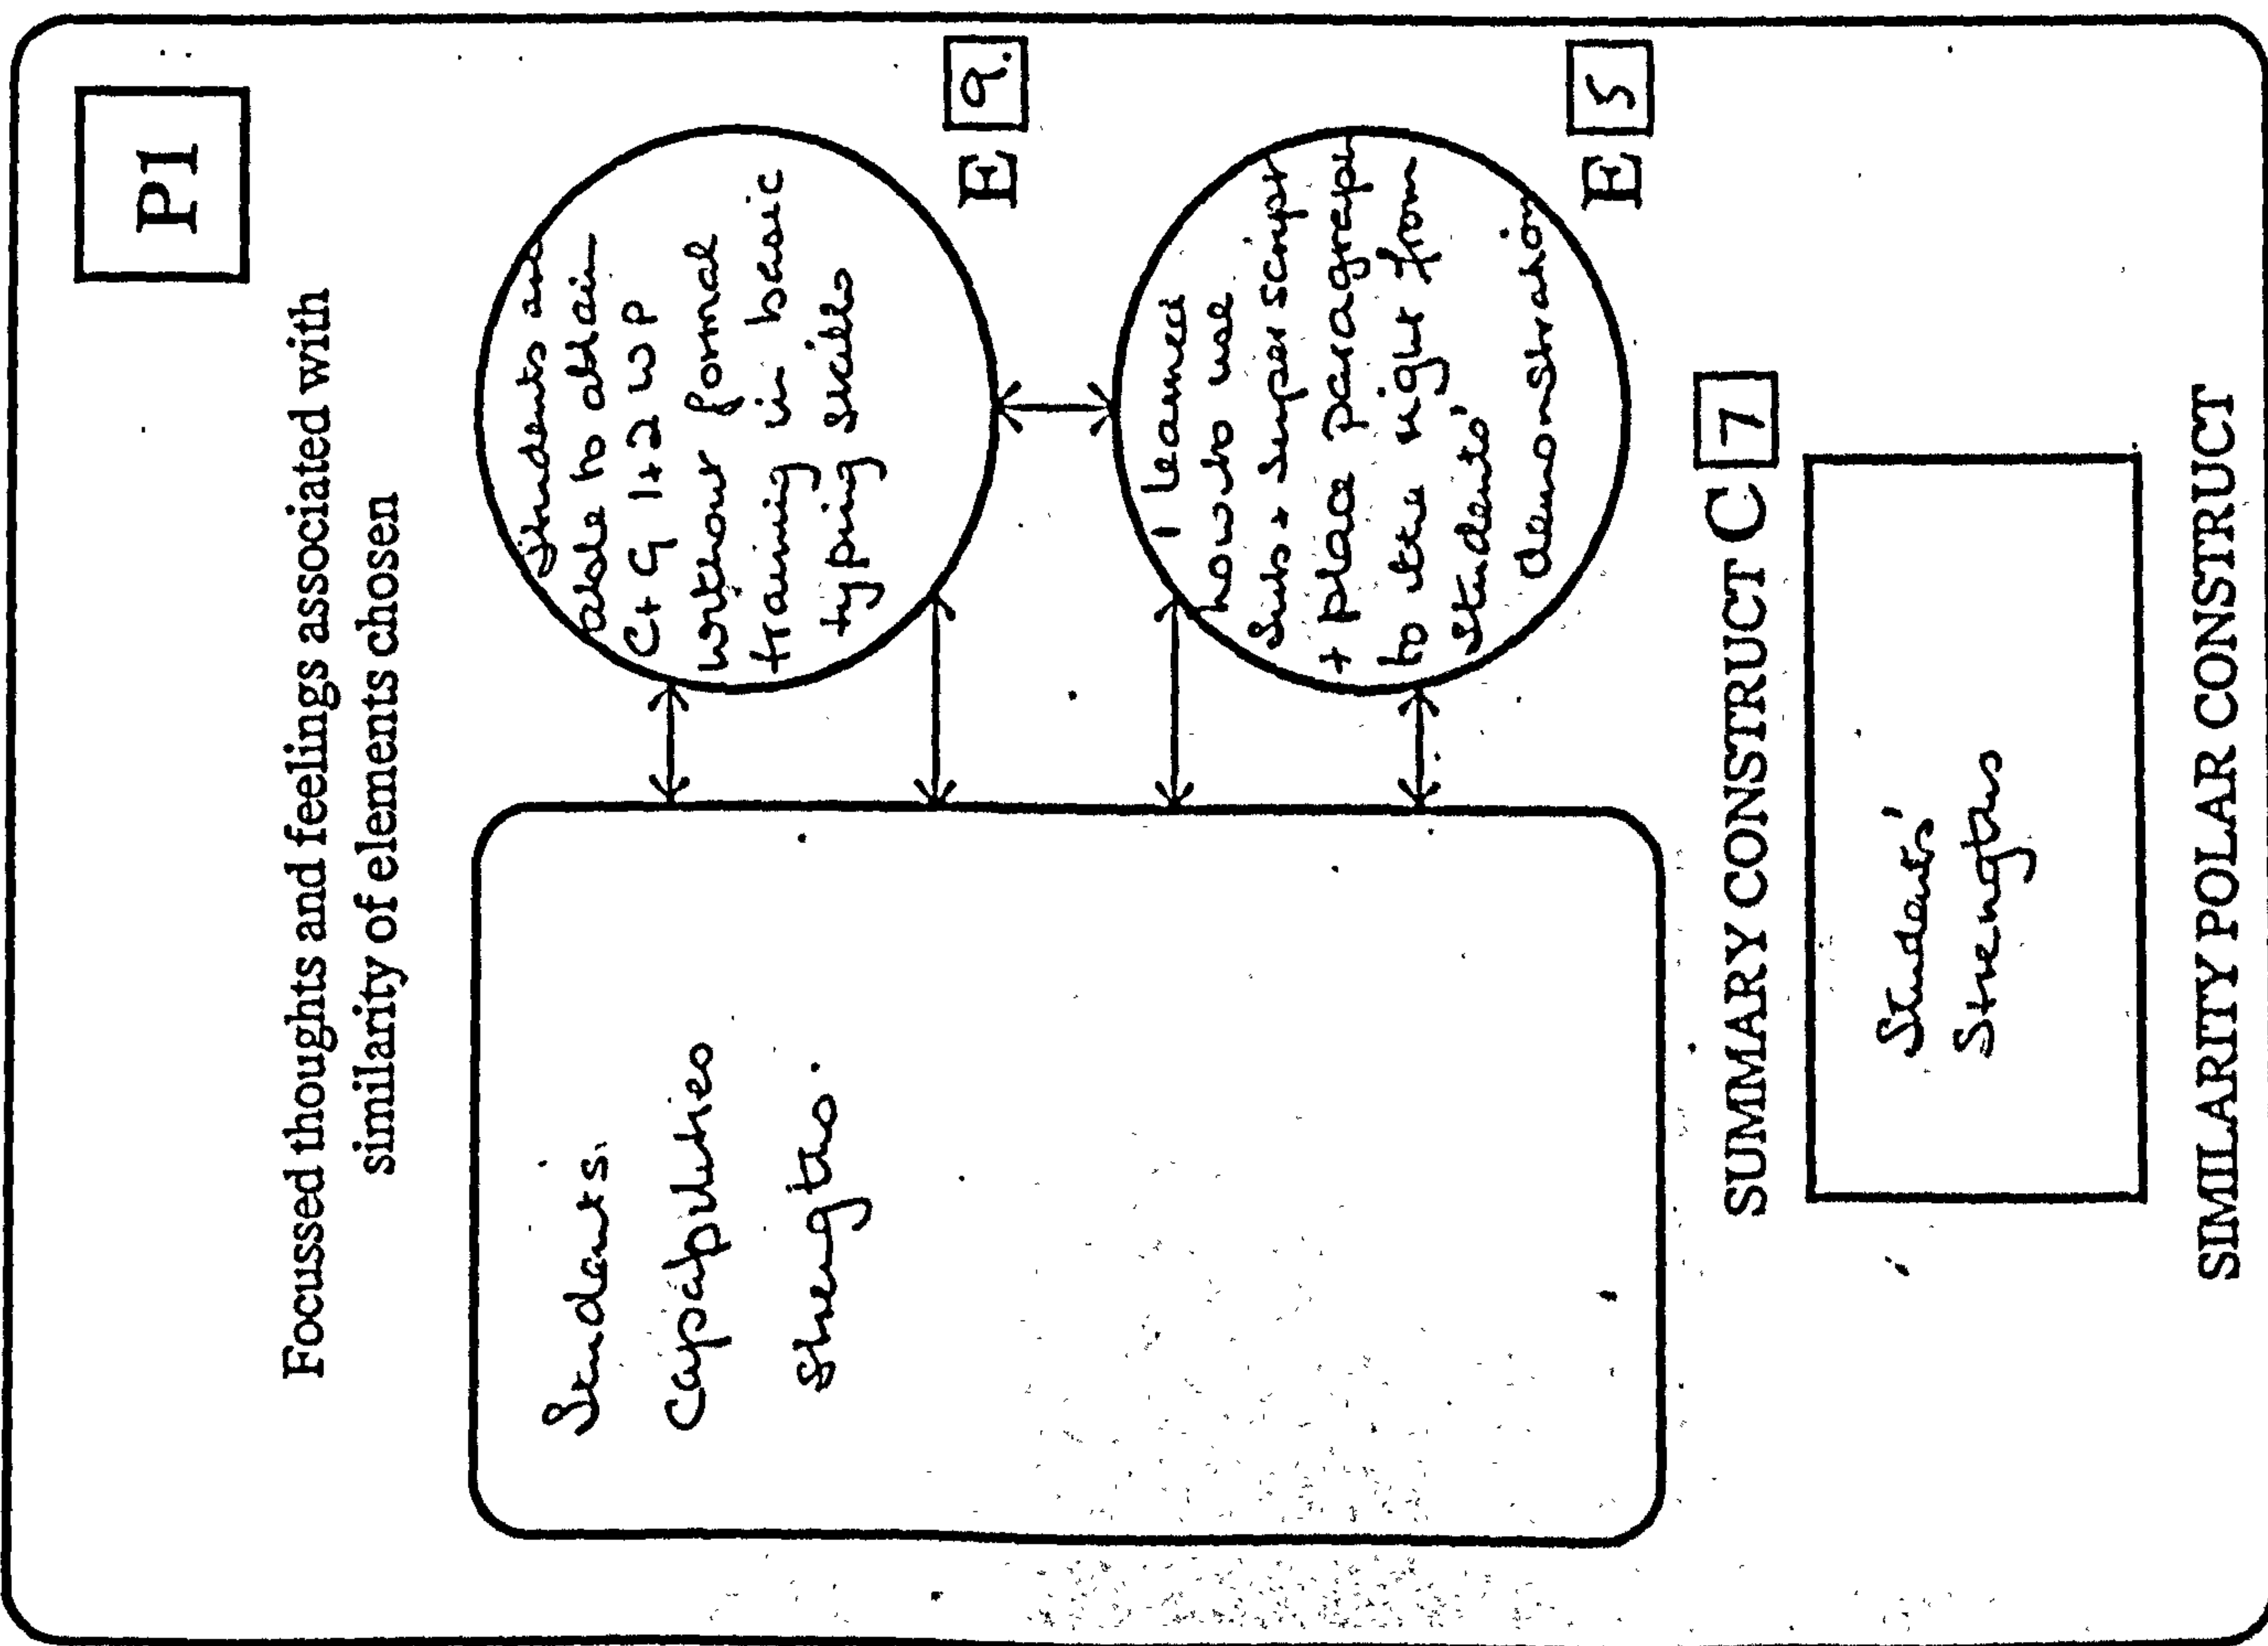 P1
Focussed thoughts and feelings associated with
similarity of elements chosen
Students.
Capabilities
Strengths.
Students are
able to attain
C+G 1+2 WP
without formal
training in basic
typing skills
E 9.
I learned
how to use
Sub + superscript
+ place paragraph
to the right from
Students'
demonstration
E 5
SUMMARY CONSTRUCT C 7
Students'
Strengths
SIMILARITY POLAR CONSTRUCT